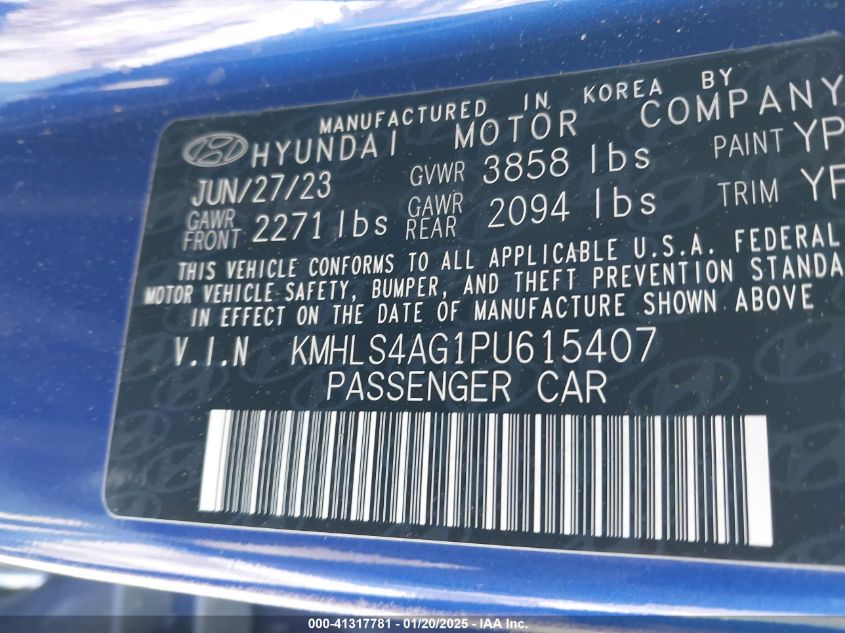 MANUFACTURED IN KOREA BY
HYUNDAI MOTOR COMPANY
JUN/27/23 GVWR 3858 lbs PAINT YP
GAWR FRONT 2271 lbs GAWR REAR 2094 lbs TRIM
THIS VEHICLE CONFORMS TO ALL APPLICABLE U.S.A. FEDERAL
MOTOR VEHICLE SAFETY, BUMPER, AND THEFT PREVENTION STANDA
IN EFFECT ON THE DATE OF MANUFACTURE SHOWN ABOVE
V.I.N KMHLS4AG1PU615407
PASSENGER CAR
000-41317781 - 01/20/2025 - IAA Inc.